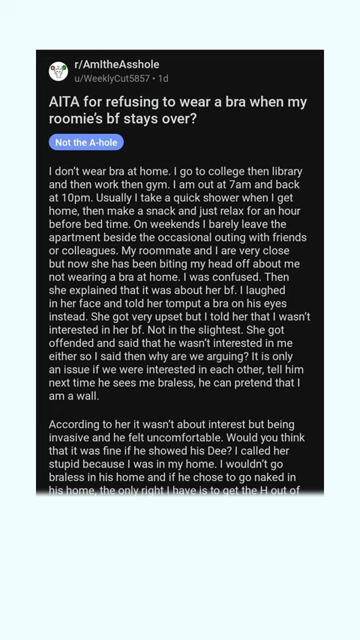 r/AmItheAsshole
u/WeeklyCut5857 • 1d
AITA for refusing to wear a bra when my
roomie's bf stays over?
Not the A-hole
I don't wear bra at home. I go to college then library
and then work then gym. I am out at 7am and back
at 10pm. Usually I take a quick shower when I get
home, then make a snack and just relax for an hour
before bed time. On weekends I barely leave the
apartment beside the occasional outing with friends
or colleagues. My roommate and I are very close
but now she has been biting my head off about me
not wearing a bra at home. I was confused. Then
she explained that it was about her bf. I laughed
in her face and told her tomput a bra on his eyes
instead. She got very upset but I told her that I wasn't
interested in her bf. Not in the slightest. She got
offended and said that he wasn't interested in me
either so I said then why are we arguing? It is only
an issue if we were interested in each other, tell him
next time he sees me braless, he can pretend that I
am a wall.
According to her it wasn't about interest but being
invasive and he felt uncomfortable. Would you think
that it was fine if he showed his Dee? I called her
stupid because I was in my home. I wouldn't go
braless in his home and if he chose to go naked in
his home, the only right I have is to get the H out of